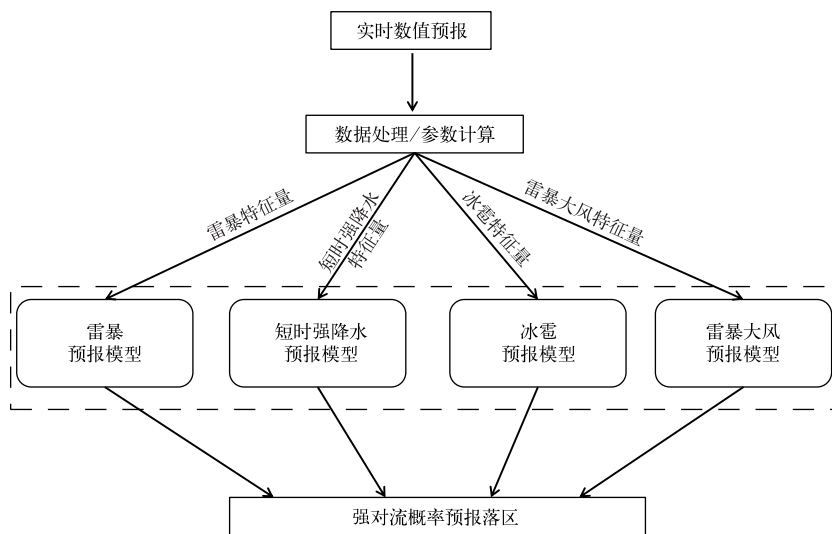 实时数值预报
数据处理/参数计算
雷暴特征量
短时强降水
特征量
冰雹特征量
雷暴大风特征量
雷暴
预报模型
短时强降水
预报模型
冰雹
预报模型
雷暴大风
预报模型
强对流概率预报落区